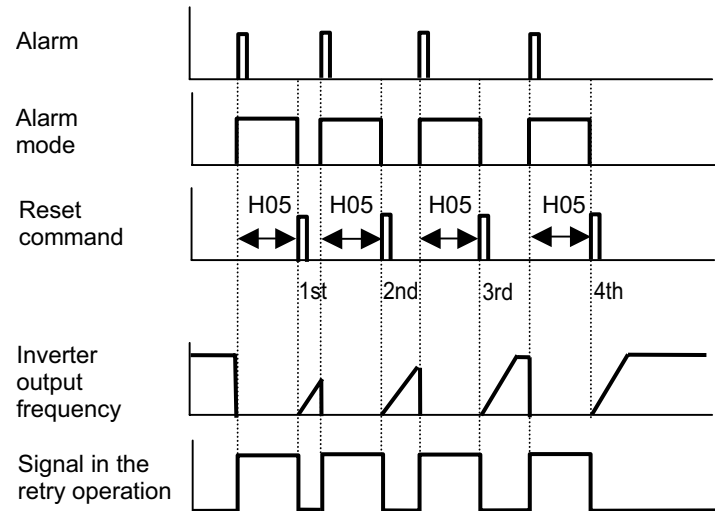 Alarm
Alarm
mode
Reset
command
H05 H05 H05 H05
1st 2nd 3rd 4th
Inverter
output
frequency
Signal in the
retry operation